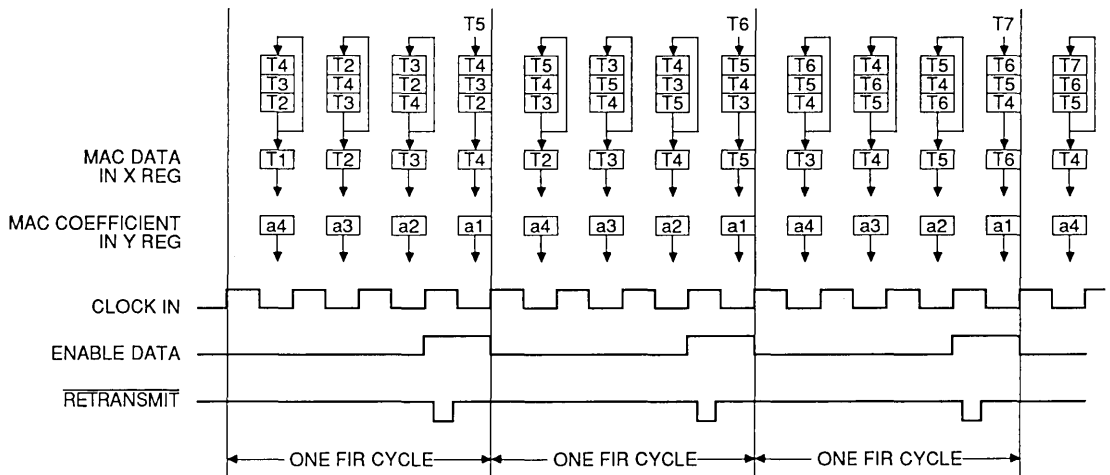 T5 T6 T7
T4 T2 T3 T4 T5 T3 T4 T5 T6 T4 T5 T6 T7
T3 T4 T2 T3 T4 T5 T3 T4 T5 T6 T4 T5 T6
T2 T3 T4 T2 T3 T4 T5 T3 T4 T5 T6 T4 T5
MAC DATA
IN X REG
T1 T2 T3 T4 T2 T3 T4 T5 T3 T4 T5 T6 T4
MAC COEFFICIENT
IN Y REG
a4 a3 a2 a1 a4 a3 a2 a1 a4 a3 a2 a1 a4
CLOCK IN
ENABLE DATA
RETRANSMIT
ONE FIR CYCLE ONE FIR CYCLE ONE FIR CYCLE